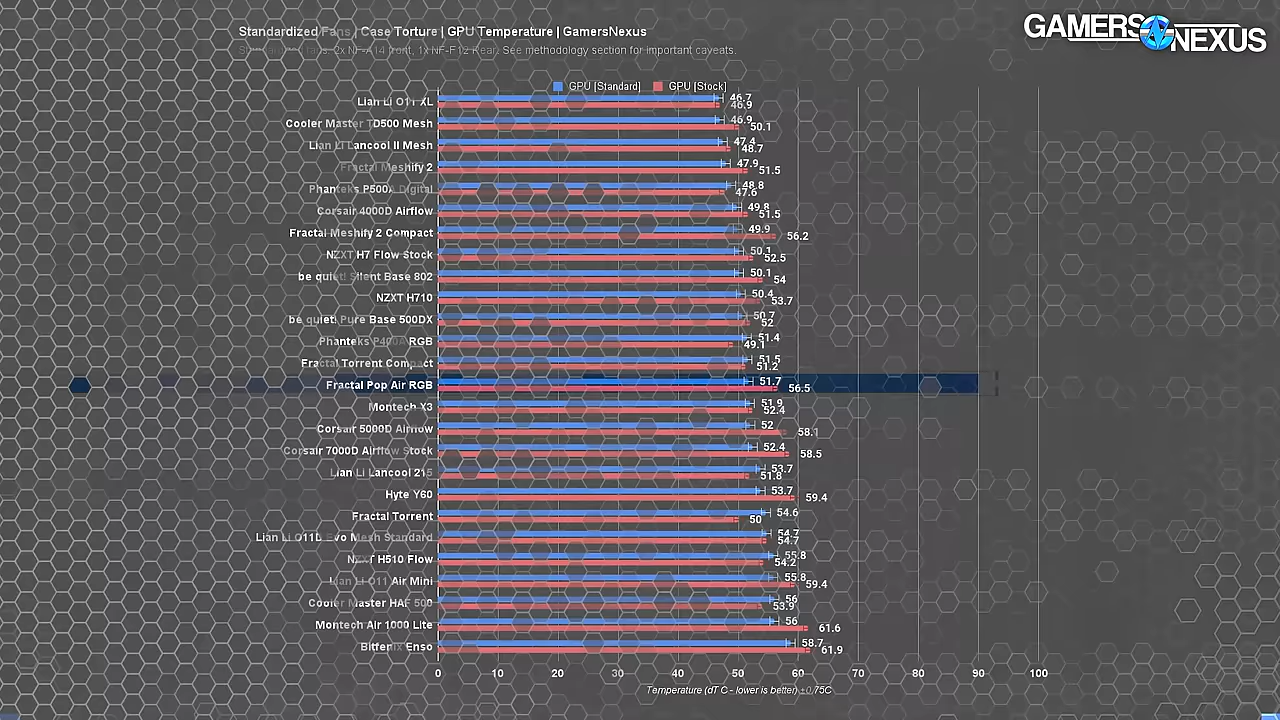 GAMERS NEXUS
Standardized Fans | Case Torture | GPU Temperature | GamersNexus
Standardized fans: 2x NF-A14 front, 1x NF-F12 Rear. See methodology section for important caveats.
GPU [Standard] GPU [Stock]
Lian Li O11 XL 46.7 46.9
Cooler Master TD500 Mesh 46.9 50.1
Lian Li Lancool II Mesh 47.4 48.7
Fractal Meshify 2 47.9 51.5
Phanteks P500A Digital 48.8 47.6
Corsair 4000D Airflow 49.8 51.5
Fractal Meshify 2 Compact 49.9 56.2
NZXT H7 Flow Stock 50.1 52.5
be quiet! Silent Base 802 50.1 54
NZXT H710 50.4 53.7
be quiet! Pure Base 500DX 50.7 52
Phanteks P400A RGB 51.4 49.1
Fractal Torrent Compact 51.5 51.2
Fractal Pop Air RGB 51.7 56.5
Montech X3 51.9 52.4
Corsair 5000D Airflow 52 58.1
Corsair 7000D Airflow Stock 52.4 58.5
Lian Li Lancool 215 53.7 51.8
Hyte Y60 53.7 59.4
Fractal Torrent 54.6 50
Lian Li O11D Evo Mesh Standard 54.7 54.7
NZXT H510 Flow 55.8 54.2
Lian Li O11 Air Mini 55.8 59.4
Cooler Master HAF 500 56 53.9
Montech Air 1000 Lite 56 61.6
Bitfenix Enso 58.7 61.9
0 10 20 30 40 50 60 70 80 90 100
Temperature (dT C - lower is better) ±0.75C